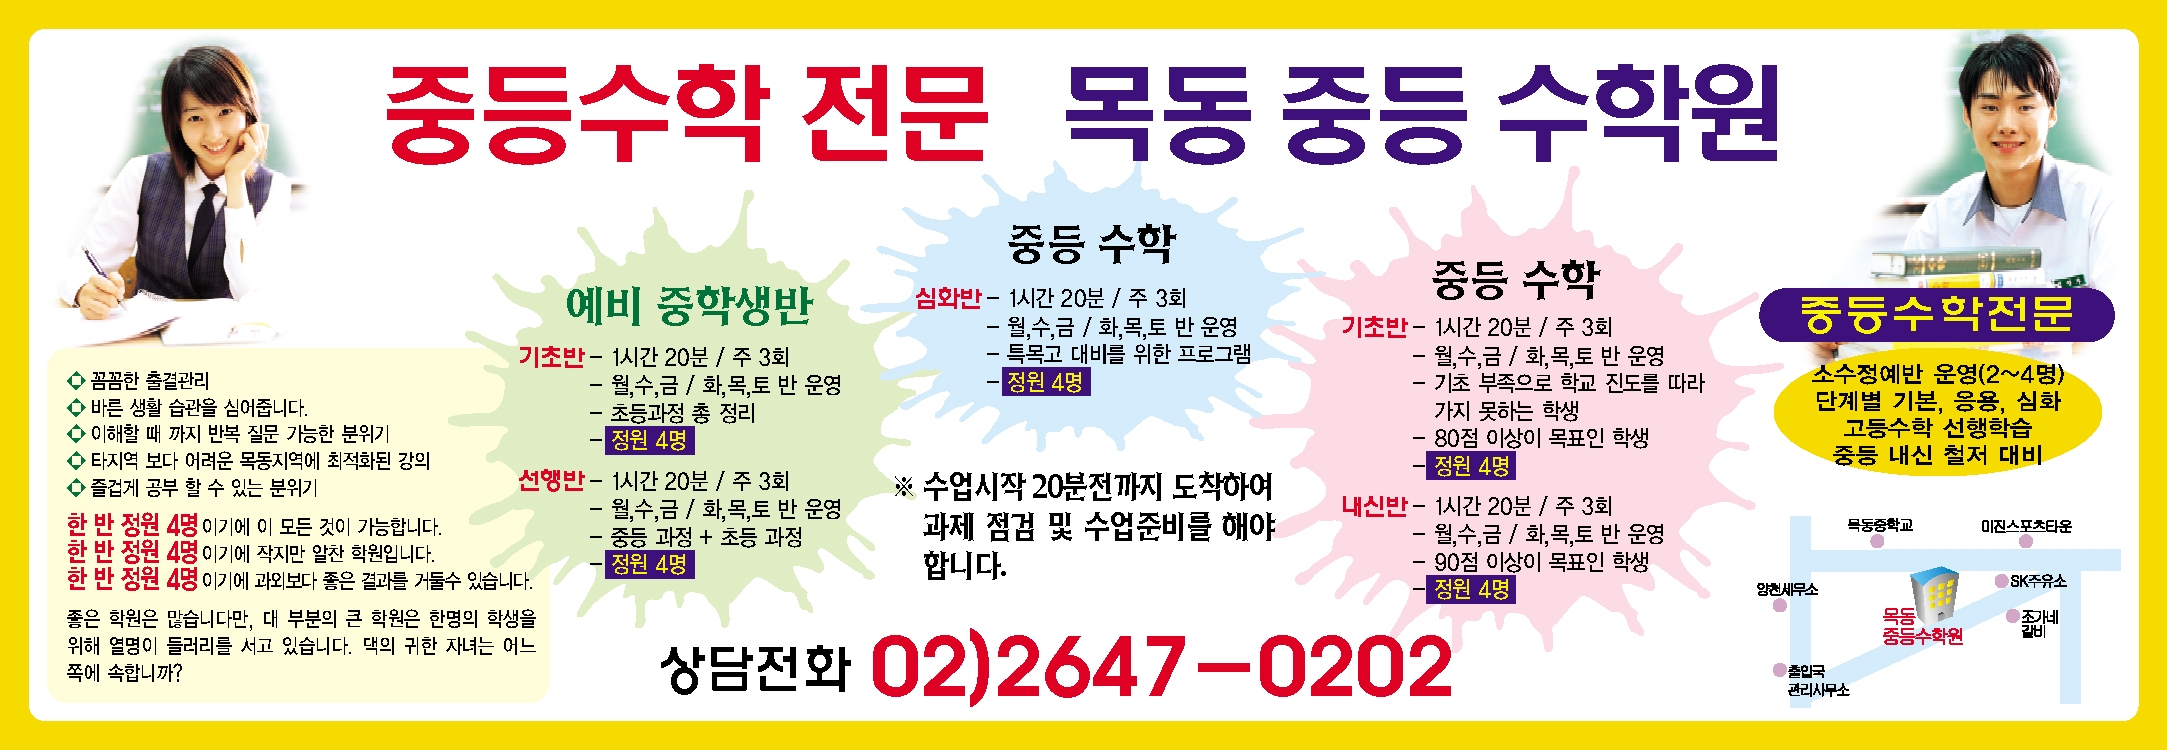 중등수학 전문 목동 중등 수학원
예비 중학생반
기초반 - 1시간 20분 / 주 3회
- 월,수,금 / 화,목,토 반 운영
- 초등과정 총 정리
- 정원 4명
선행반 - 1시간 20분 / 주 3회
- 월,수,금 / 화,목,토 반 운영
- 중등 과정 + 초등 과정
- 정원 4명
중등 수학
심화반 - 1시간 20분 / 주 3회
- 월,수,금 / 화,목,토 반 운영
- 특목고 대비를 위한 프로그램
- 정원 4명
※ 수업시작 20분전까지 도착하여
과제 점검 및 수업준비를 해야
합니다.
중등 수학
기초반 - 1시간 20분 / 주 3회
- 월,수,금 / 화,목,토 반 운영
- 기초 부족으로 학교 진도를 따라
가지 못하는 학생
- 80점 이상이 목표인 학생
- 정원 4명
내신반 - 1시간 20분 / 주 3회
- 월,수,금 / 화,목,토 반 운영
- 90점 이상이 목표인 학생
- 정원 4명
꼼꼼한 출결관리
바른 생활 습관을 심어줍니다.
이해할 때 까지 반복 질문 가능한 분위기
타지역 보다 어려운 목동지역에 최적화된 강의
즐겁게 공부 할 수 있는 분위기
한 반 정원 4명이기에 이 모든 것이 가능합니다.
한 반 정원 4명이기에 작지만 알찬 학원입니다.
한 반 정원 4명이기에 과외보다 좋은 결과를 거둘수 있습니다.
좋은 학원은 많습니다만, 대 부분의 큰 학원은 한명의 학생을
위해 열명이 들러리를 서고 있습니다. 댁의 귀한 자녀는 어느
쪽에 속합니까?
중등수학전문
소수정예반 운영(2~4명)
단계별 기본, 응용, 심화
고등수학 선행학습
중등 내신 철저 대비
목동중학교
미진스포츠타운
양천세무소
SK주유소
조가네
갈비
목동
중등수학원
출입국
관리사무소
상담전화 02)2647-0202